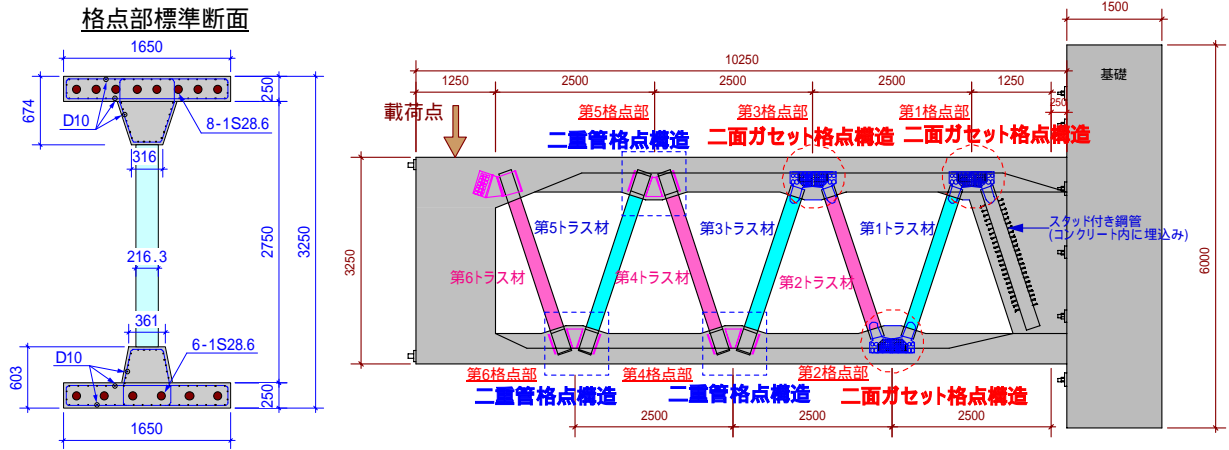 格点部標準断面
1650
674
250
D10
8-1S28.6
316
216.3
2750
3250
361
D10
6-1S28.6
603
250
1650
1500
10250
1250
2500
2500
2500
1250
250
基礎
載荷点
第5格点部
二重管格点構造
第3格点部
二面ガセット格点構造
第1格点部
二面ガセット格点構造
スタッド付き鋼管
(コンクリート内に埋込み)
第5トラス材
第3トラス材
第1トラス材
第6トラス材
第4トラス材
第2トラス材
3250
6000
第6格点部
二重管格点構造
第4格点部
二重管格点構造
第2格点部
二面ガセット格点構造
2500
2500
2500